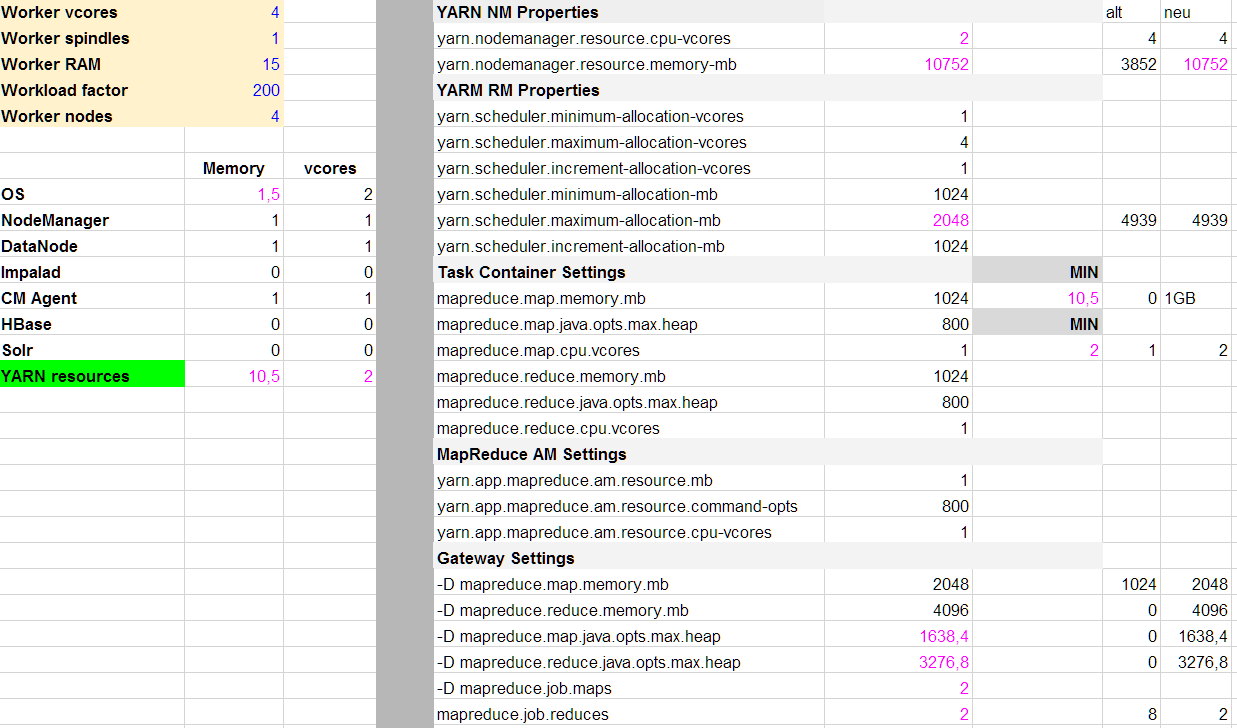 Worker vcores 4
Worker spindles 1
Worker RAM 15
Workload factor 200
Worker nodes 4
Memory vcores
OS 1,5 2
NodeManager 1 1
DataNode 1 1
Impalad 0 0
CM Agent 1 1
HBase 0 0
Solr 0 0
YARN resources 10,5 2
YARN NM Properties alt neu
yarn.nodemanager.resource.cpu-vcores 2 4 4
yarn.nodemanager.resource.memory-mb 10752 3852 10752
YARM RM Properties
yarn.scheduler.minimum-allocation-vcores 1
yarn.scheduler.maximum-allocation-vcores 4
yarn.scheduler.increment-allocation-vcores 1
yarn.scheduler.minimum-allocation-mb 1024
yarn.scheduler.maximum-allocation-mb 2048 4939 4939
yarn.scheduler.increment-allocation-mb 1024
Task Container Settings MIN
mapreduce.map.memory.mb 1024 10,5 0 1GB
mapreduce.map.java.opts.max.heap 800 MIN
mapreduce.map.cpu.vcores 1 2 1 2
mapreduce.reduce.memory.mb 1024
mapreduce.reduce.java.opts.max.heap 800
mapreduce.reduce.cpu.vcores 1
MapReduce AM Settings
yarn.app.mapreduce.am.resource.mb 1
yarn.app.mapreduce.am.resource.command-opts 800
yarn.app.mapreduce.am.resource.cpu-vcores 1
Gateway Settings
-D mapreduce.map.memory.mb 2048 1024 2048
-D mapreduce.reduce.memory.mb 4096 0 4096
-D mapreduce.map.java.opts.max.heap 1638,4 0 1638,4
-D mapreduce.reduce.java.opts.max.heap 3276,8 0 3276,8
-D mapreduce.job.maps 2
mapreduce.job.reduces 2 8 2